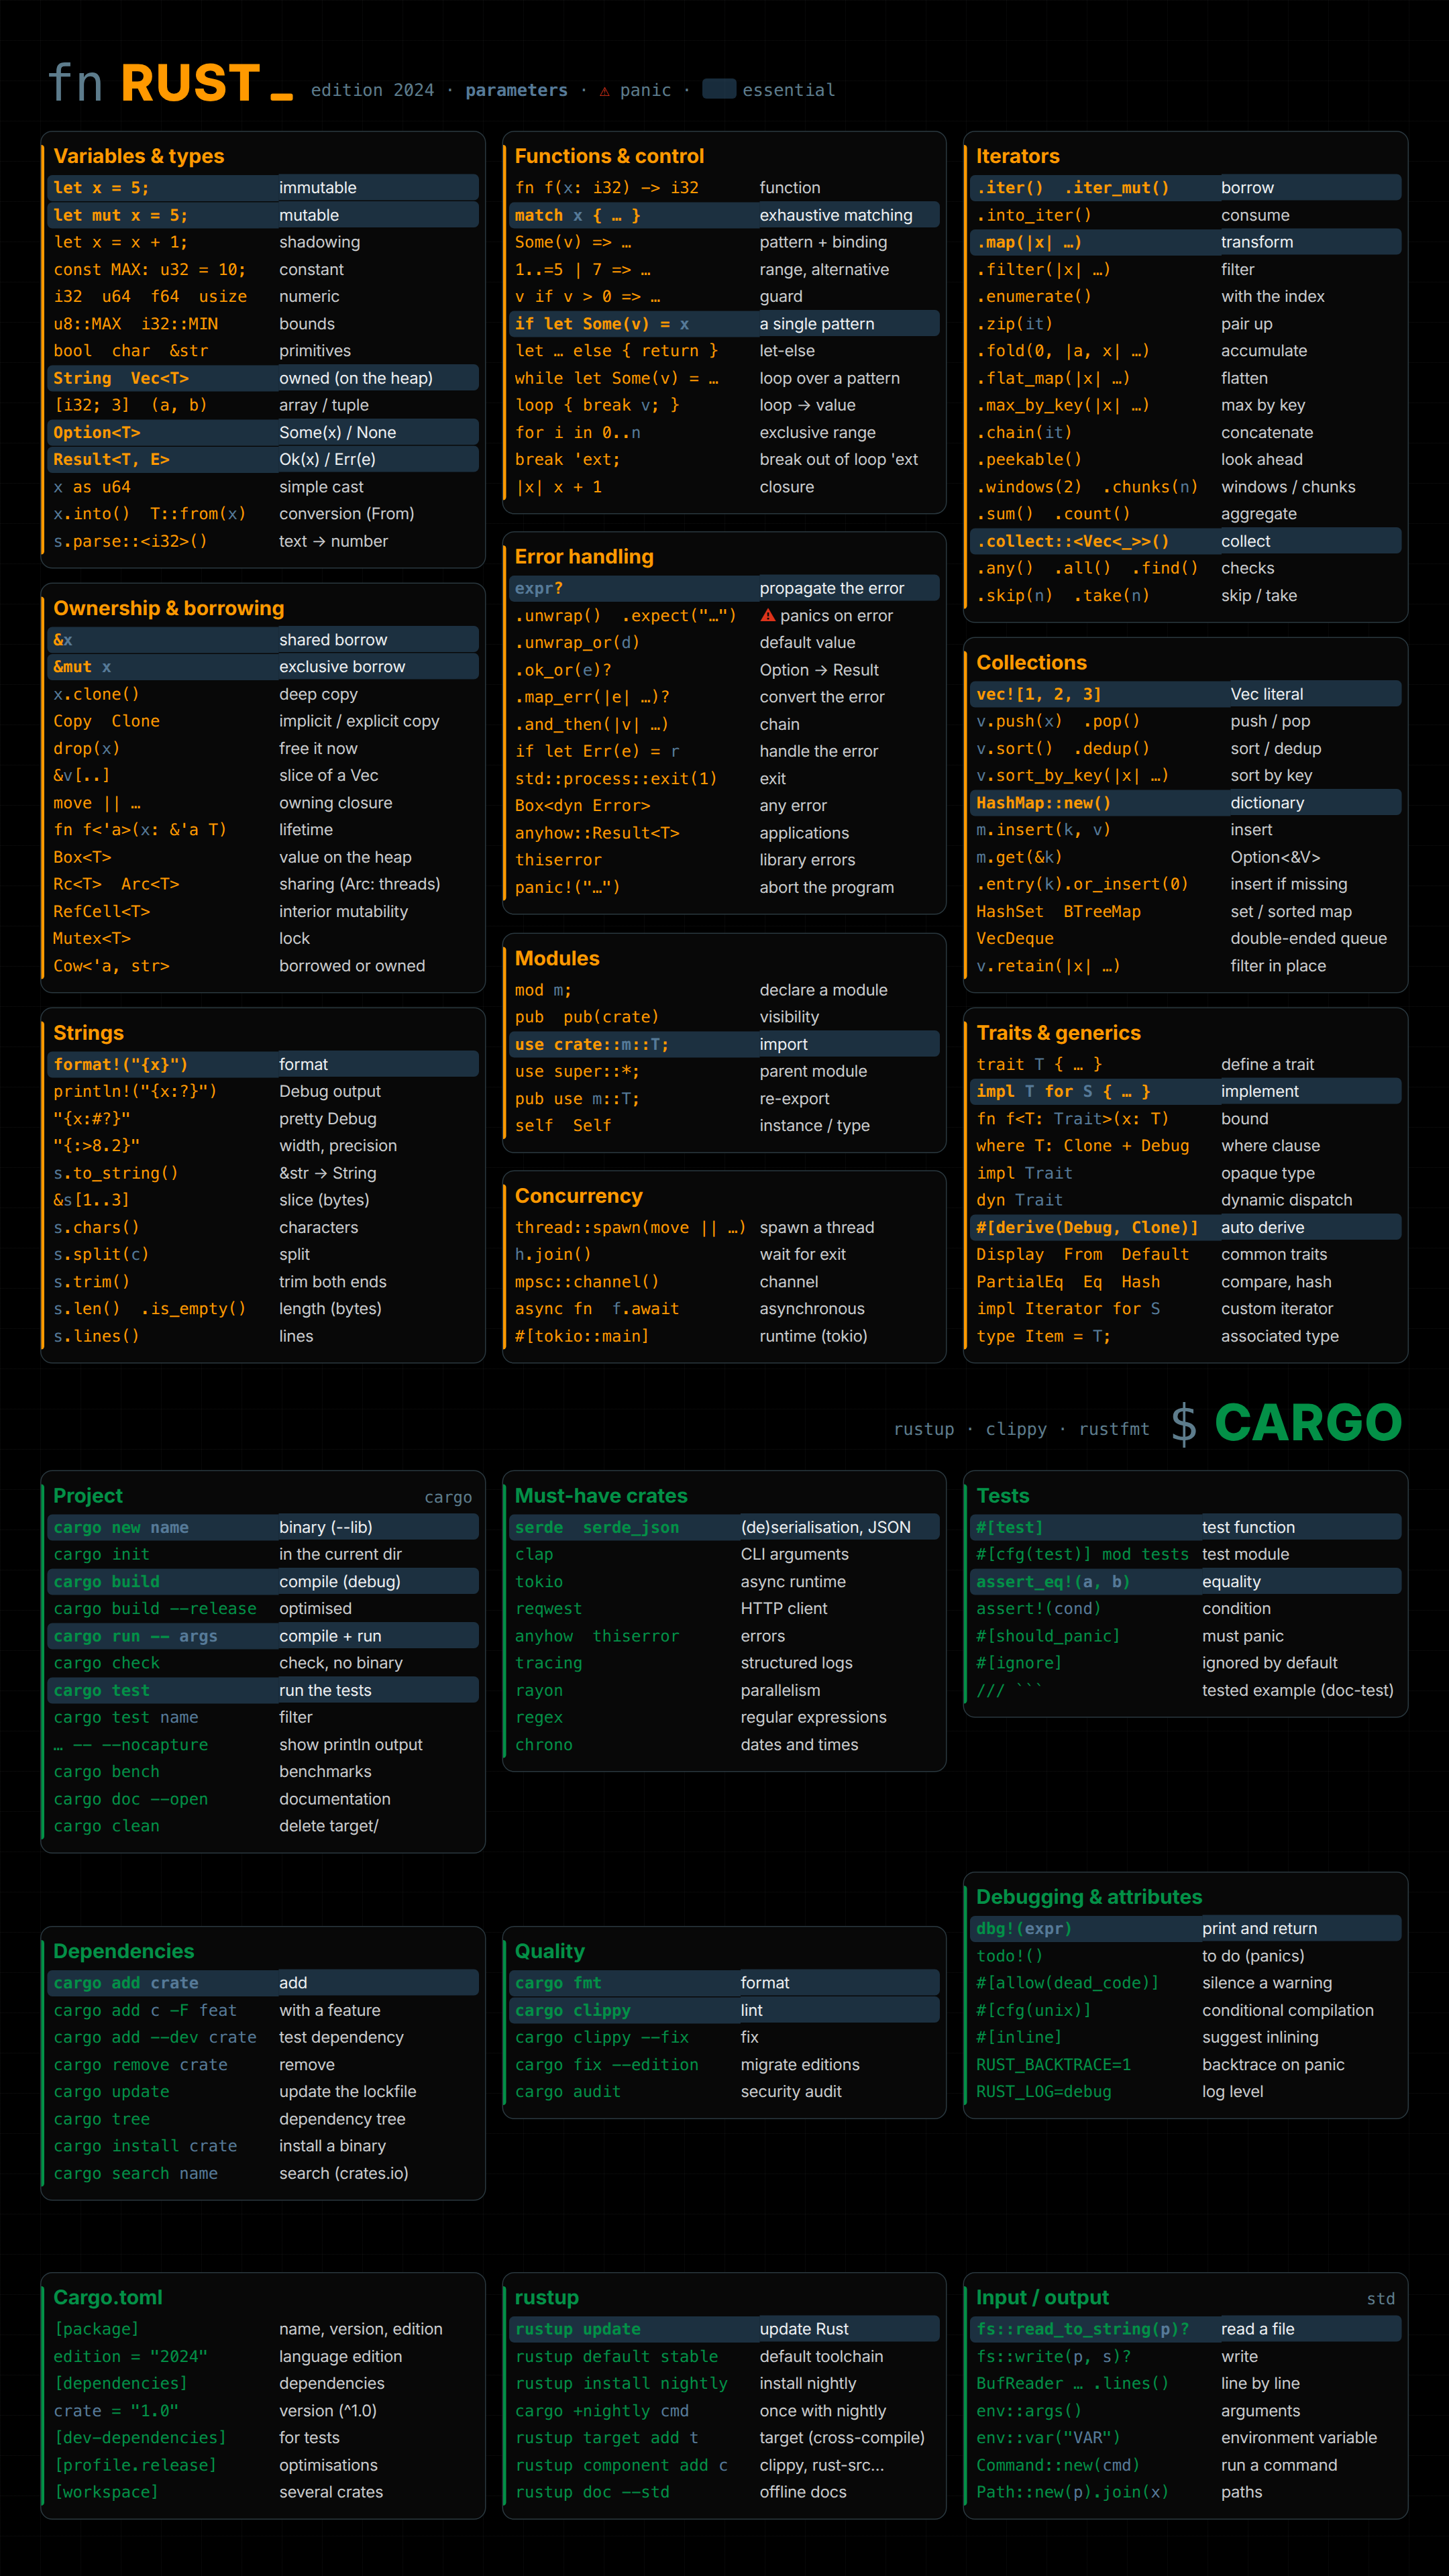 fn RUST_ edition 2024 · parameters · ⚠ panic · essential
Variables & types
let x = 5; immutable
let mut x = 5; mutable
let x = x + 1; shadowing
const MAX: u32 = 10; constant
i32 u64 f64 usize numeric
u8::MAX i32::MIN bounds
bool char &str primitives
String Vec<T> owned (on the heap)
[i32; 3] (a, b) array / tuple
Option<T> Some(x) / None
Result<T, E> Ok(x) / Err(e)
x as u64 simple cast
x.into() T::from(x) conversion (From)
s.parse::<i32>() text → number
Ownership & borrowing
&x shared borrow
&mut x exclusive borrow
x.clone() deep copy
Copy Clone implicit / explicit copy
drop(x) free it now
&v[..] slice of a Vec
move || … owning closure
fn f<'a>(x: &'a T) lifetime
Box<T> value on the heap
Rc<T> Arc<T> sharing (Arc: threads)
RefCell<T> interior mutability
Mutex<T> lock
Cow<'a, str> borrowed or owned
Strings
format!("{x}") format
println!("{x:?}") Debug output
"{x:#?}" pretty Debug
"{:>8.2}" width, precision
s.to_string() &str → String
&s[1..3] slice (bytes)
s.chars() characters
s.split(c) split
s.trim() trim both ends
s.len() .is_empty() length (bytes)
s.lines() lines
Functions & control
fn f(x: i32) -> i32 function
match x { … } exhaustive matching
Some(v) => … pattern + binding
1..=5 | 7 => … range, alternative
v if v > 0 => … guard
if let Some(v) = x a single pattern
let … else { return } let-else
while let Some(v) = … loop over a pattern
loop { break v; } loop → value
for i in 0..n exclusive range
break 'ext; break out of loop 'ext
|x| x + 1 closure
Error handling
expr? propagate the error
.unwrap() .expect("…") ⚠ panics on error
.unwrap_or(d) default value
.ok_or(e)? Option → Result
.map_err(|e| …)? convert the error
.and_then(|v| …) chain
if let Err(e) = r handle the error
std::process::exit(1) exit
Box<dyn Error> any error
anyhow::Result<T> applications
thiserror library errors
panic!("…") abort the program
Modules
mod m; declare a module
pub pub(crate) visibility
use crate::m::T; import
use super::*; parent module
pub use m::T; re-export
self Self instance / type
Concurrency
thread::spawn(move || …) spawn a thread
h.join() wait for exit
mpsc::channel() channel
async fn f.await asynchronous
#[tokio::main] runtime (tokio)
Iterators
.iter() .iter_mut() borrow
.into_iter() consume
.map(|x| …) transform
.filter(|x| …) filter
.enumerate() with the index
.zip(it) pair up
.fold(0, |a, x| …) accumulate
.flat_map(|x| …) flatten
.max_by_key(|x| …) max by key
.chain(it) concatenate
.peekable() look ahead
.windows(2) .chunks(n) windows / chunks
.sum() .count() aggregate
.collect::<Vec<_>>() collect
.any() .all() .find() checks
.skip(n) .take(n) skip / take
Collections
vec![1, 2, 3] Vec literal
v.push(x) .pop() push / pop
v.sort() .dedup() sort / dedup
v.sort_by_key(|x| …) sort by key
HashMap::new() dictionary
m.insert(k, v) insert
m.get(&k) Option<&V>
.entry(k).or_insert(0) insert if missing
HashSet BTreeMap set / sorted map
VecDeque double-ended queue
v.retain(|x| …) filter in place
Traits & generics
trait T { … } define a trait
impl T for S { … } implement
fn f<T: Trait>(x: T) bound
where T: Clone + Debug where clause
impl Trait opaque type
dyn Trait dynamic dispatch
#[derive(Debug, Clone)] auto derive
Display From Default common traits
PartialEq Eq Hash compare, hash
impl Iterator for S custom iterator
type Item = T; associated type
rustup · clippy · rustfmt $ CARGO
Project cargo
cargo new name binary (--lib)
cargo init in the current dir
cargo build compile (debug)
cargo build --release optimised
cargo run -- args compile + run
cargo check check, no binary
cargo test run the tests
cargo test name filter
… -- --nocapture show println output
cargo bench benchmarks
cargo doc --open documentation
cargo clean delete target/
Must-have crates
serde serde_json (de)serialisation, JSON
clap CLI arguments
tokio async runtime
reqwest HTTP client
anyhow thiserror errors
tracing structured logs
rayon parallelism
regex regular expressions
chrono dates and times
Tests
#[test] test function
#[cfg(test)] mod tests test module
assert_eq!(a, b) equality
assert!(cond) condition
#[should_panic] must panic
#[ignore] ignored by default
/// ``` tested example (doc-test)
Dependencies
cargo add crate add
cargo add c -F feat with a feature
cargo add --dev crate test dependency
cargo remove crate remove
cargo update update the lockfile
cargo tree dependency tree
cargo install crate install a binary
cargo search name search (crates.io)
Quality
cargo fmt format
cargo clippy lint
cargo clippy --fix fix
cargo fix --edition migrate editions
cargo audit security audit
Debugging & attributes
dbg!(expr) print and return
todo!() to do (panics)
#[allow(dead_code)] silence a warning
#[cfg(unix)] conditional compilation
#[inline] suggest inlining
RUST_BACKTRACE=1 backtrace on panic
RUST_LOG=debug log level
Cargo.toml
[package] name, version, edition
edition = "2024" language edition
[dependencies] dependencies
crate = "1.0" version (^1.0)
[dev-dependencies] for tests
[profile.release] optimisations
[workspace] several crates
rustup
rustup update update Rust
rustup default stable default toolchain
rustup install nightly install nightly
cargo +nightly cmd once with nightly
rustup target add t target (cross-compile)
rustup component add c clippy, rust-src…
rustup doc --std offline docs
Input / output std
fs::read_to_string(p)? read a file
fs::write(p, s)? write
BufReader … .lines() line by line
env::args() arguments
env::var("VAR") environment variable
Command::new(cmd) run a command
Path::new(p).join(x) paths